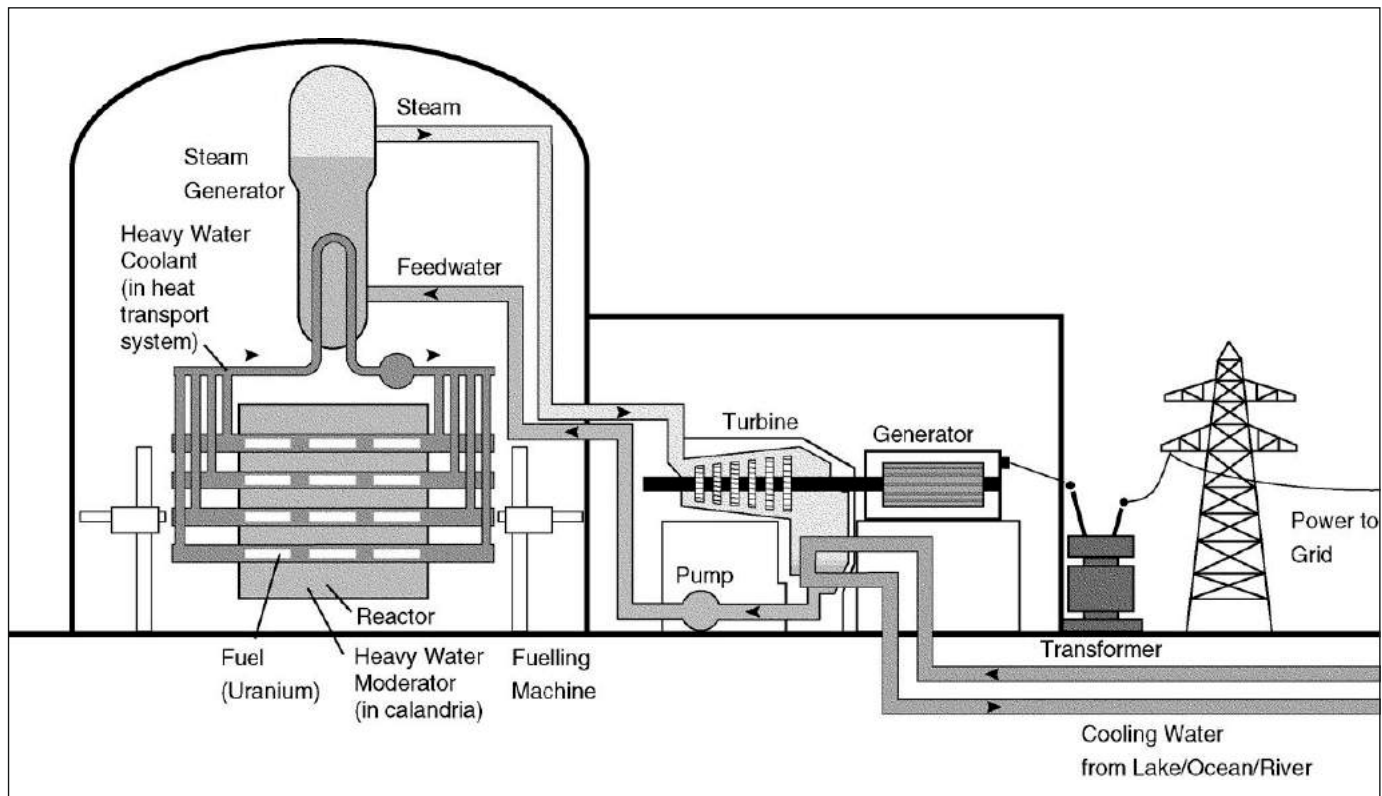 Steam
Steam
Generator
Heavy Water
Coolant
(in heat
transport
system)
Feedwater
Turbine
Generator
Pump
Power to
Grid
Reactor
Fuel
(Uranium)
Heavy Water
Moderator
(in calandria)
Fuelling
Machine
Transformer
Cooling Water
from Lake/Ocean/River